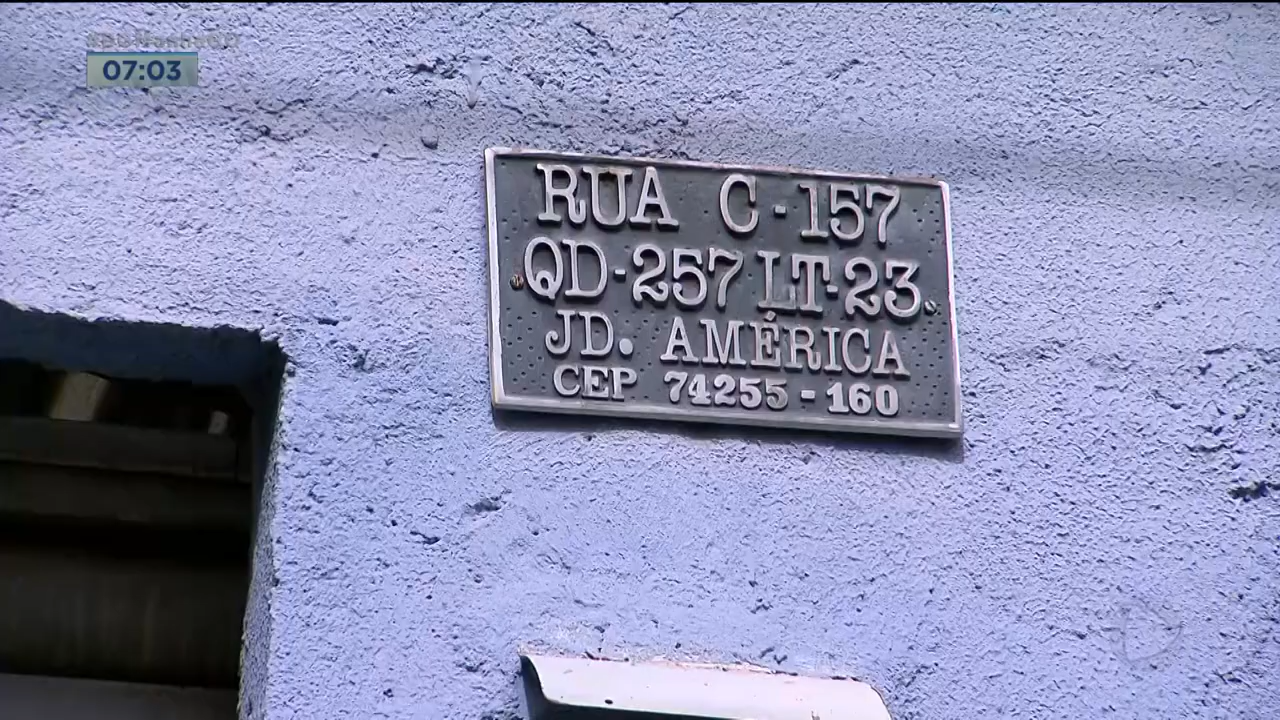 07:03
RUA C-157
QD-257 LT-23
JD. AMÉRICA
CEP 74255-160